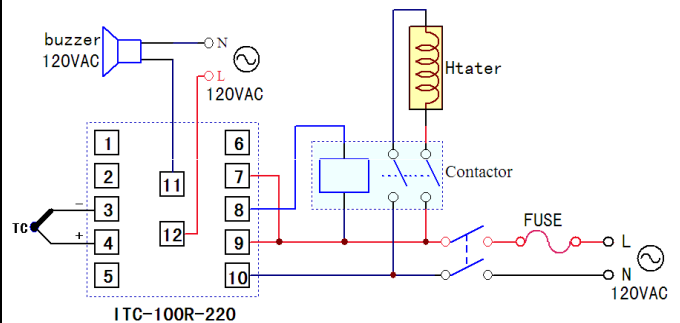 buzzer
120VAC
N
L
120VAC
Htater
Contactor
1
2
3
4
5
6
7
8
9
10
11
12
−
+
TC
FUSE
L
N
120VAC
ITC-100R-220